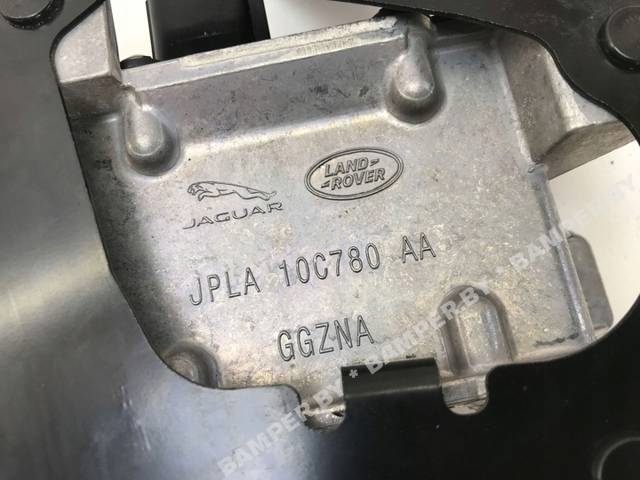 JAGUAR
LAND
ROVER
JPLA 10C780 AA
GGZNA
BAMPER.BY * BAMPER.BY * BAMPER.BY